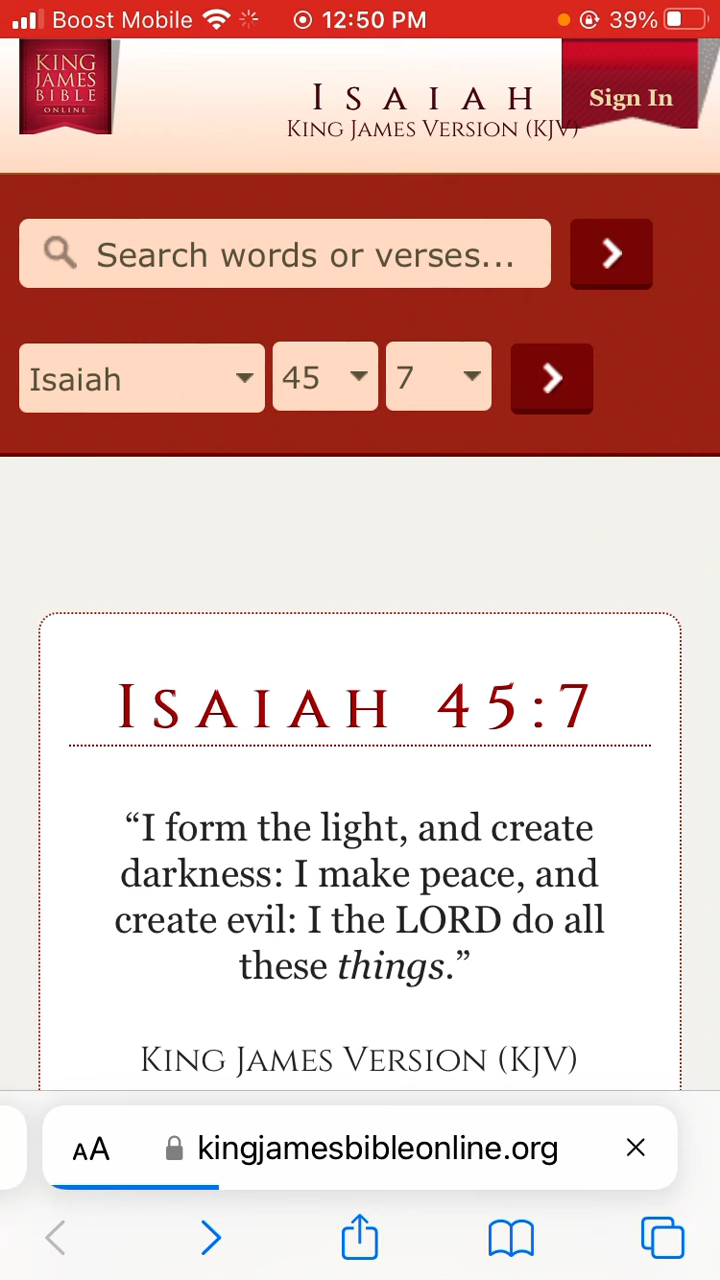 Boost Mobile 12:50 PM 39%
KING
JAMES
BIBLE
ONLINE
ISAIAH
KING JAMES VERSION (KJV)
Sign In
Search words or verses...
Isaiah 45 7
ISAIAH 45:7
“I form the light, and create
darkness: I make peace, and
create evil: I the LORD do all
these things.”
KING JAMES VERSION (KJV)
AA kingjamesbibleonline.org